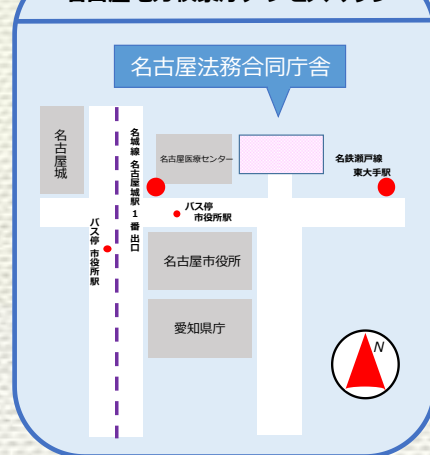 名古屋法務合同庁舎
名古屋城
名城線 名古屋城駅 1番出口
名古屋医療センター
名鉄瀬戸線
東大手駅
バス停
市役所駅
バス停 市役所駅
名古屋市役所
愛知県庁
N